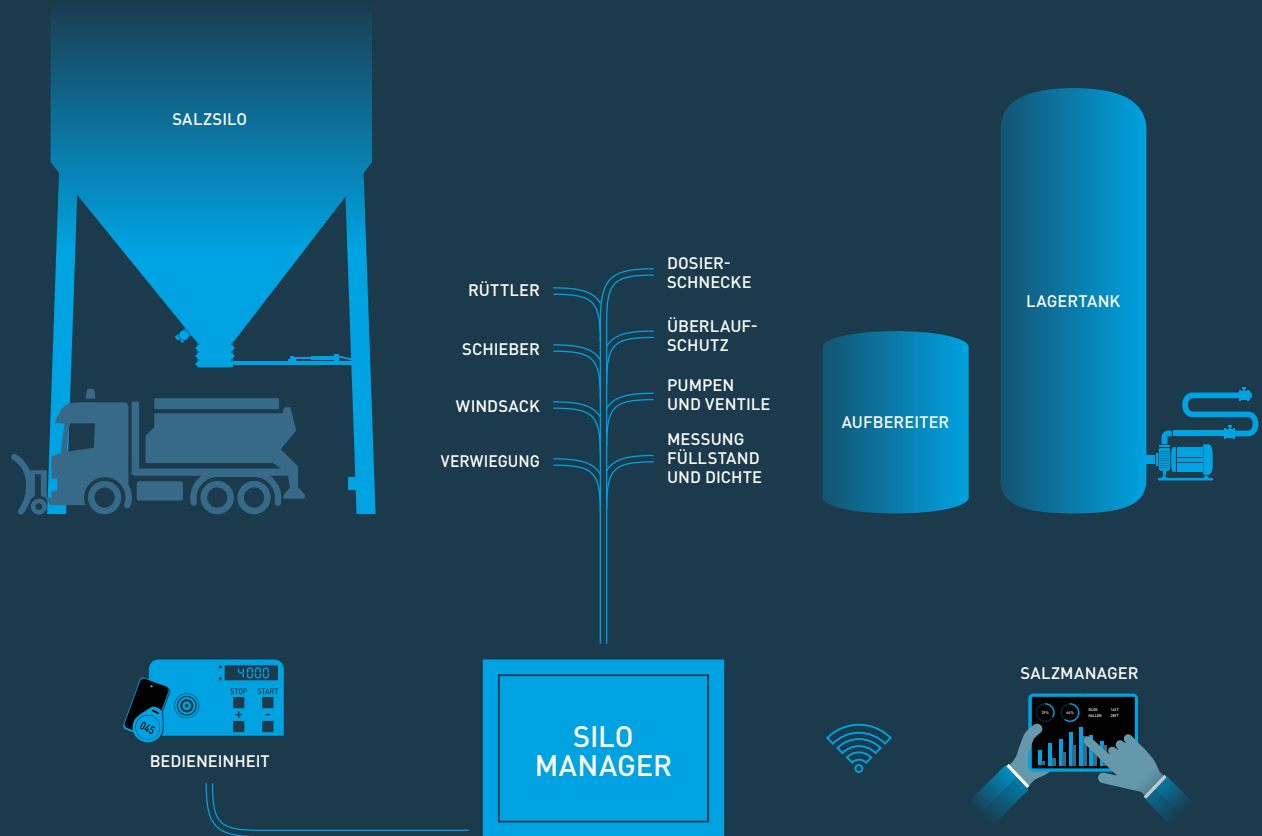 SALZSILO
RÜTTLER
SCHIEBER
WINDSACK
VERWIEGUNG
DOSIER-
SCHNECKE
ÜBERLAUF-
SCHUTZ
PUMPEN
UND VENTILE
MESSUNG
FÜLLSTAND
UND DICHTE
AUFBEREITER
LAGERTANK
4000
STOP START
+ -
045
BEDIENEINHEIT
SILO
MANAGER
SALZMANAGER